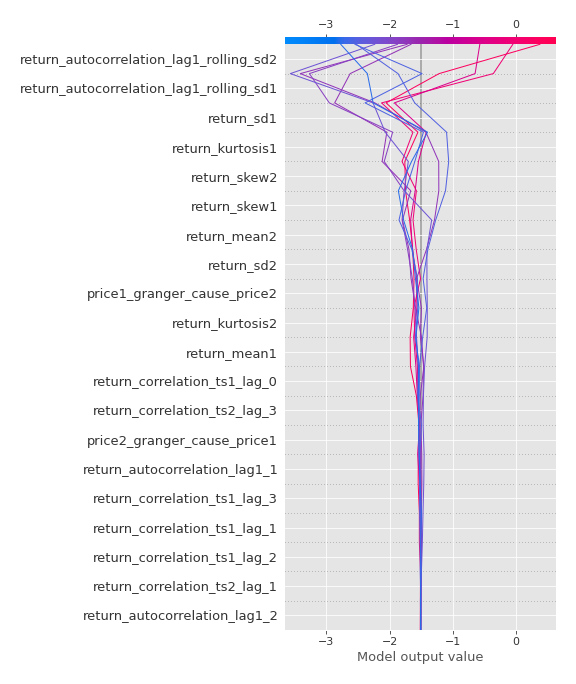 −3 −2 −1 0
return_autocorrelation_lag1_rolling_sd2
return_autocorrelation_lag1_rolling_sd1
return_sd1
return_kurtosis1
return_skew2
return_skew1
return_mean2
return_sd2
price1_granger_cause_price2
return_kurtosis2
return_mean1
return_correlation_ts1_lag_0
return_correlation_ts2_lag_3
price2_granger_cause_price1
return_autocorrelation_lag1_1
return_correlation_ts1_lag_3
return_correlation_ts1_lag_1
return_correlation_ts1_lag_2
return_correlation_ts2_lag_1
return_autocorrelation_lag1_2
−3 −2 −1 0
Model output value